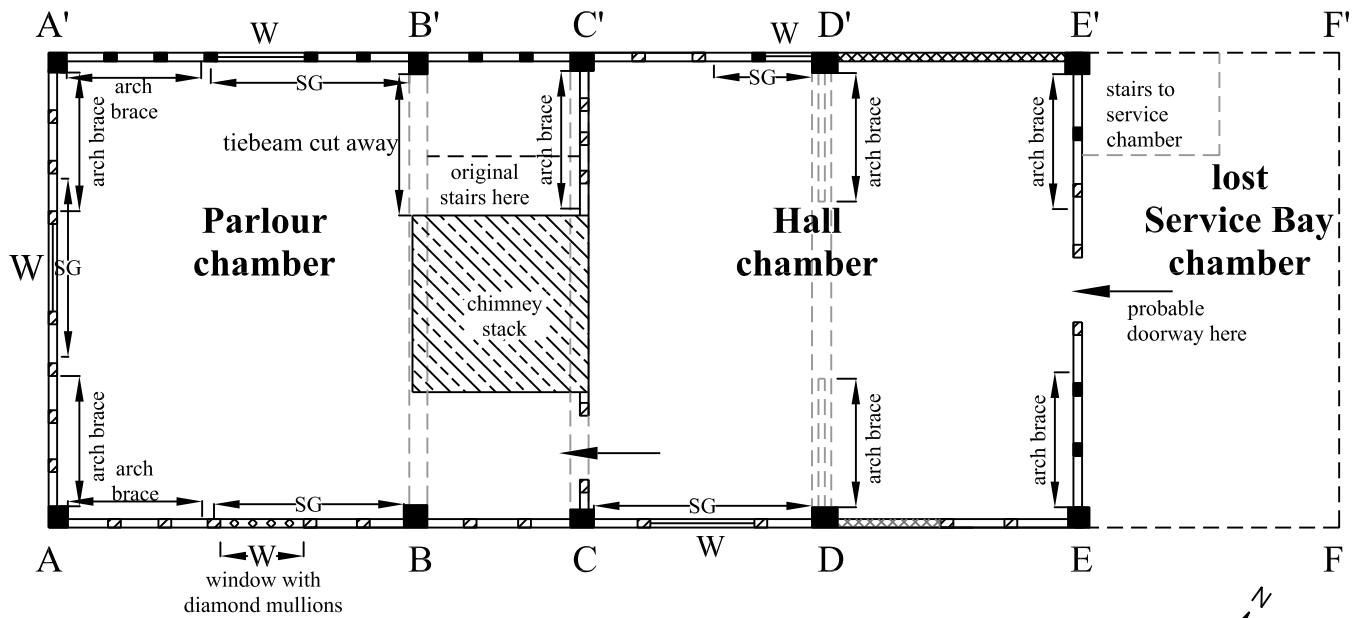 A' B' C' D' E' F'
W
W
arch
brace
SG
SG
arch brace
tiebeam cut away
arch brace
arch brace
arch brace
stairs to
service
chamber
original
stairs here
Parlour
chamber
Hall
chamber
lost
Service Bay
chamber
W
SG
chimney
stack
probable
doorway here
arch brace
arch brace
arch brace
arch
brace
SG
SG
A B C D E F
W
W
window with
diamond mullions
N